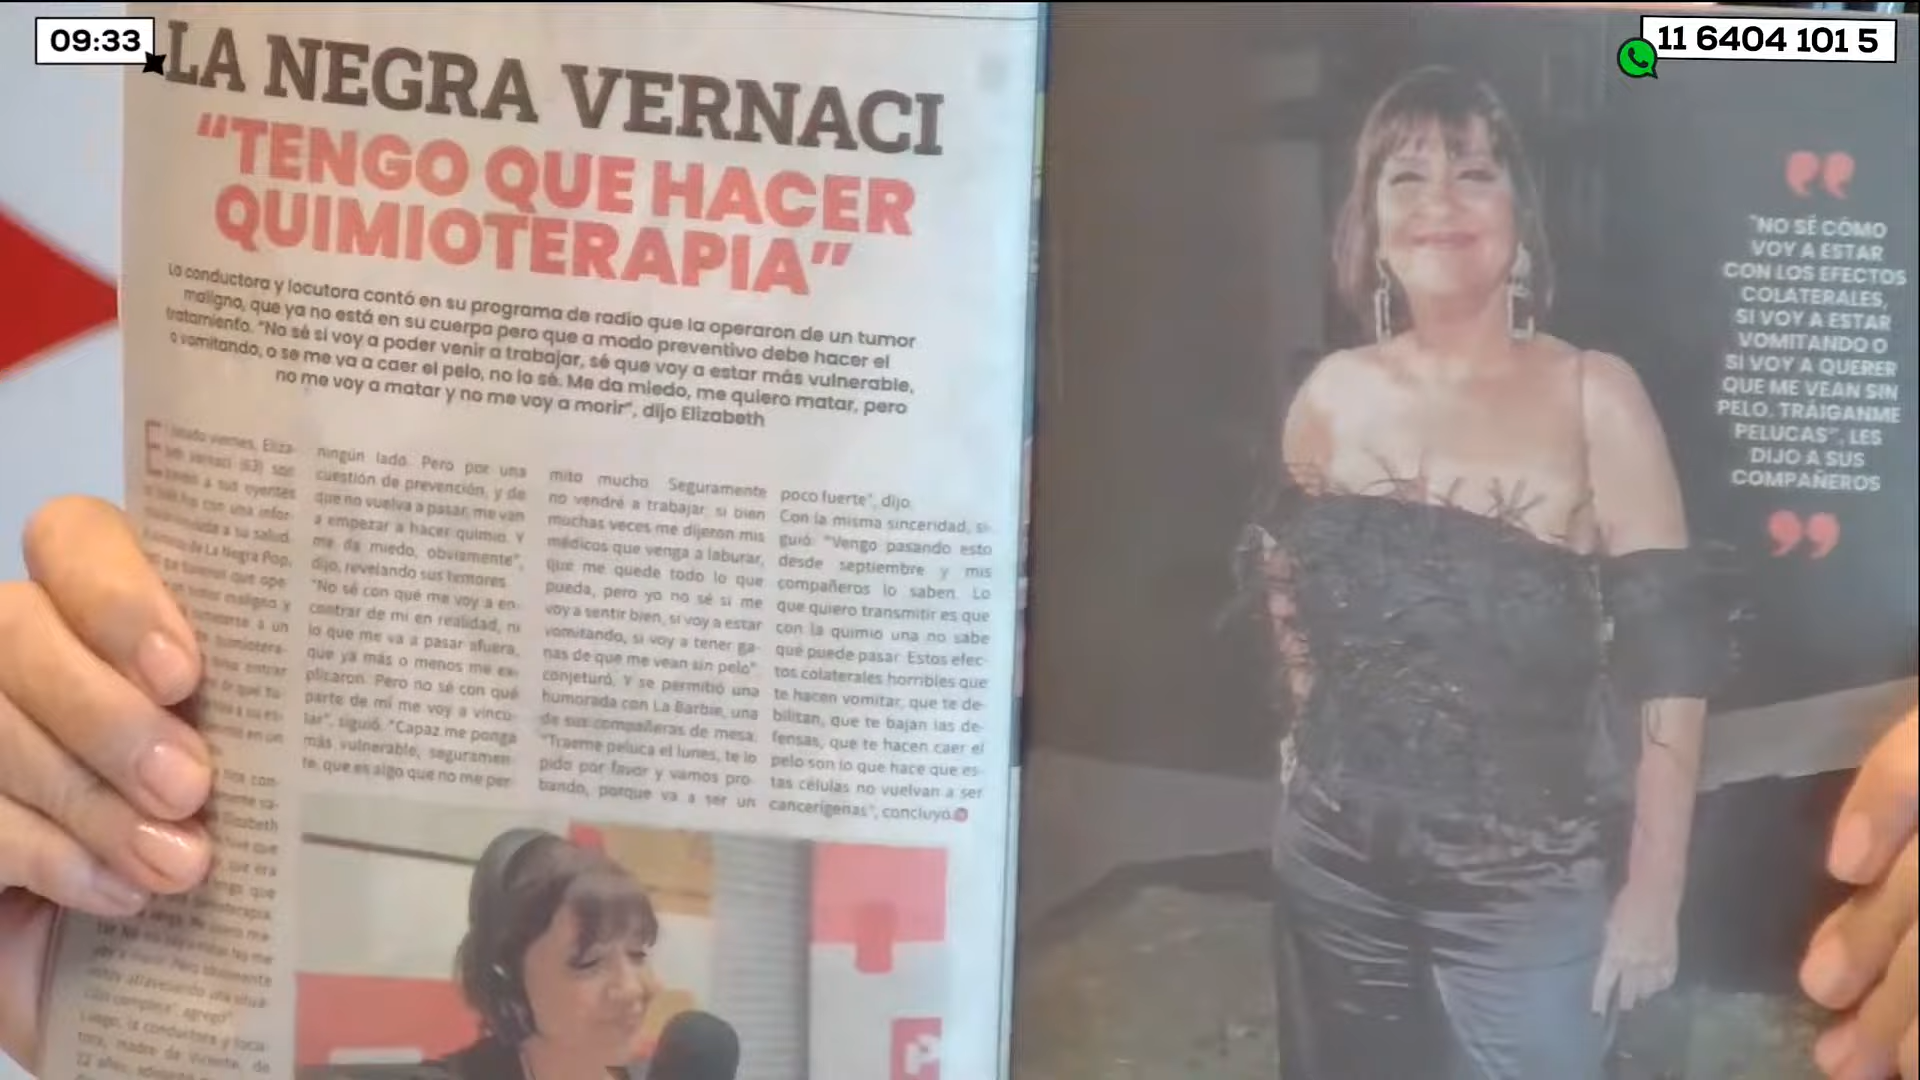 09:33
11 6404 101 5
LA NEGRA VERNACI
“TENGO QUE HACER
QUIMIOTERAPIA”
La conductora y locutora contó en su programa de radio que la operaron de un tumor
maligno, que ya no está en su cuerpo pero que a modo preventivo debe hacer el
tratamiento. "No sé si voy a poder venir a trabajar, sé que voy a estar más vulnerable,
o vomitando, o se me va a caer el pelo, no lo sé. Me da miedo, me quiero matar, pero
no me voy a matar y no me voy a morir", dijo Elizabeth
ningún lado. Pero por una
cuestión de prevención, y de
que no vuelva a pasar, me van
a empezar a hacer quimio. Y
me da miedo, obviamente",
dijo, revelando sus temores.
"No sé con qué me voy a en-
contrar de mí en realidad, ni
lo que me va a pasar afuera,
que ya más o menos me ex-
plicaron. Pero no sé con qué
parte de mí me voy a vincu-
lar", siguió. "Capaz me ponga
más vulnerable, seguramen-
te, que es algo que no me per-
mito mucho. Seguramente
no vendré a trabajar, si bien
muchas veces me dijeron mis
médicos que venga a laburar,
que me quede todo lo que
pueda, pero yo no sé si me
voy a sentir bien, si voy a estar
vomitando, si voy a tener ga-
nas de que me vean sin pelo"
conjeturó. Y se permitió una
humorada con La Barbie, una
de sus compañeras de mesa.
"Traeme peluca el lunes, te lo
pido por favor y vamos pro-
bando, porque va a ser un
poco fuerte", dijo.
Con la misma sinceridad, si-
guió: "Vengo pasando esto
desde septiembre y mis
compañeros lo saben. Lo
que quiero transmitir es que
con la quimio una no sabe
qué puede pasar. Estos efec-
tos colaterales horribles que
te hacen vomitar, que te de-
bilitan, que te bajan las de-
fensas, que te hacen caer el
pelo son lo que hace que es-
tas células no vuelvan a ser
cancerígenas", concluyó.
"NO SÉ CÓMO
VOY A ESTAR
CON LOS EFECTOS
COLATERALES,
SI VOY A ESTAR
VOMITANDO O
SI VOY A QUERER
QUE ME VEAN SIN
PELO. TRÁIGANME
PELUCAS", LES
DIJO A SUS
COMPAÑEROS